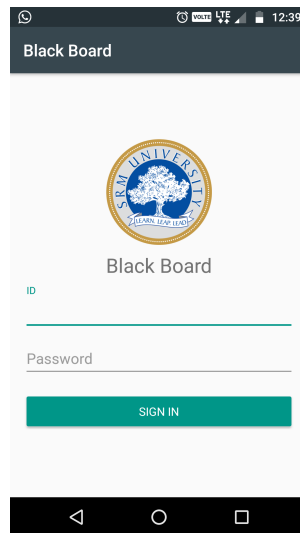 VOLTE LTE 12:39
Black Board
SRM UNIVERSITY
LEARN. LEAP. LEAD
Black Board
ID
Password
SIGN IN